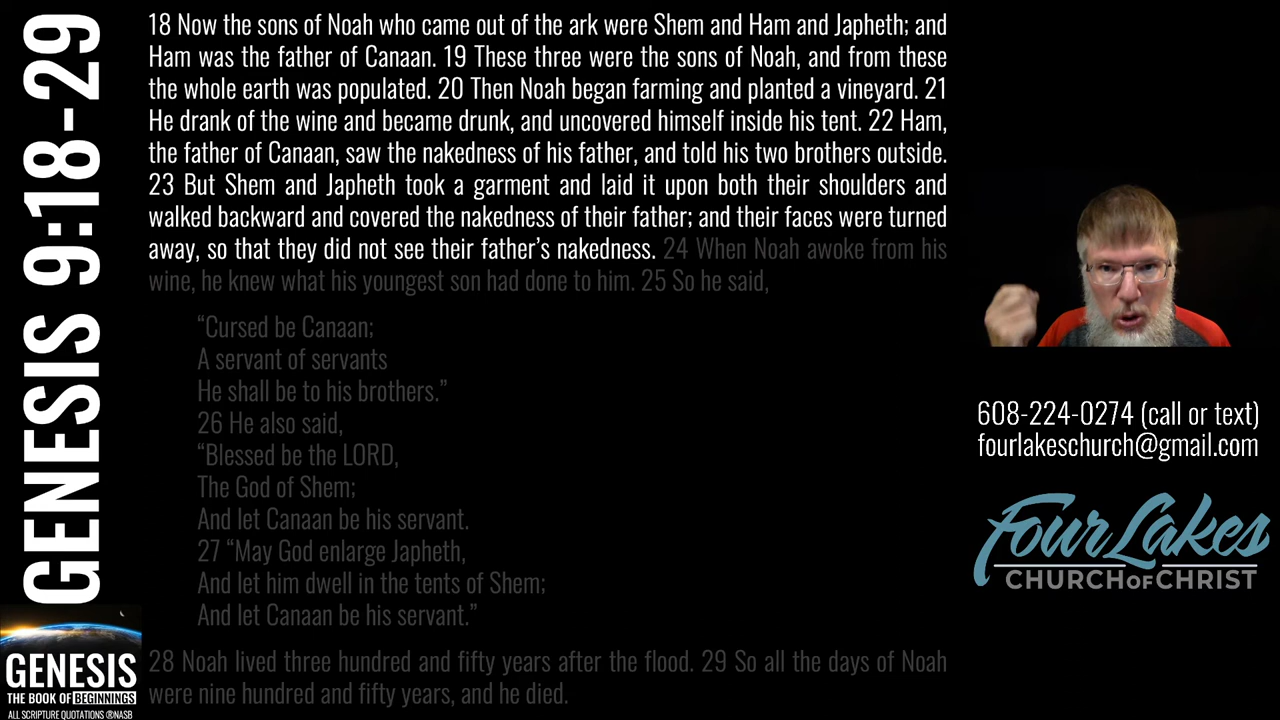 GENESIS 9:18-29
18 Now the sons of Noah who came out of the ark were Shem and Ham and Japheth; and
Ham was the father of Canaan. 19 These three were the sons of Noah, and from these
the whole earth was populated. 20 Then Noah began farming and planted a vineyard. 21
He drank of the wine and became drunk, and uncovered himself inside his tent. 22 Ham,
the father of Canaan, saw the nakedness of his father, and told his two brothers outside.
23 But Shem and Japheth took a garment and laid it upon both their shoulders and
walked backward and covered the nakedness of their father; and their faces were turned
away, so that they did not see their father’s nakedness. 24 When Noah awoke from his
wine, he knew what his youngest son had done to him. 25 So he said,
“Cursed be Canaan;
A servant of servants
He shall be to his brothers.”
26 He also said,
“Blessed be the LORD,
The God of Shem;
And let Canaan be his servant.
27 “May God enlarge Japheth,
And let him dwell in the tents of Shem;
And let Canaan be his servant.”
28 Noah lived three hundred and fifty years after the flood. 29 So all the days of Noah
were nine hundred and fifty years, and he died.
GENESIS
THE BOOK OF BEGINNINGS
ALL SCRIPTURE QUOTATIONS ®NASB
608-224-0274 (call or text)
fourlakeschurch@gmail.com
Four Lakes
CHURCH OF CHRIST